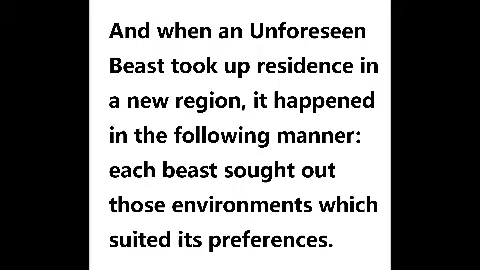 And when an Unforeseen
Beast took up residence in
a new region, it happened
in the following manner:
each beast sought out
those environments which
suited its preferences.